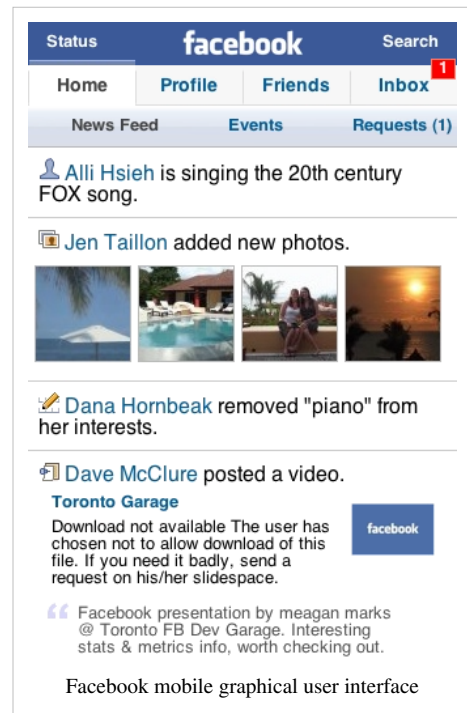 Status facebook Search
1
Home Profile Friends Inbox
News Feed Events Requests (1)
Alli Hsieh is singing the 20th century
FOX song.
Jen Taillon added new photos.
Dana Hornbeak removed "piano" from
her interests.
Dave McClure posted a video.
Toronto Garage
Download not available The user has
chosen not to allow download of this
file. If you need it badly, send a
request on his/her slidespace.
facebook
“ Facebook presentation by meagan marks
@ Toronto FB Dev Garage. Interesting
stats & metrics info, worth checking out.
Facebook mobile graphical user interface